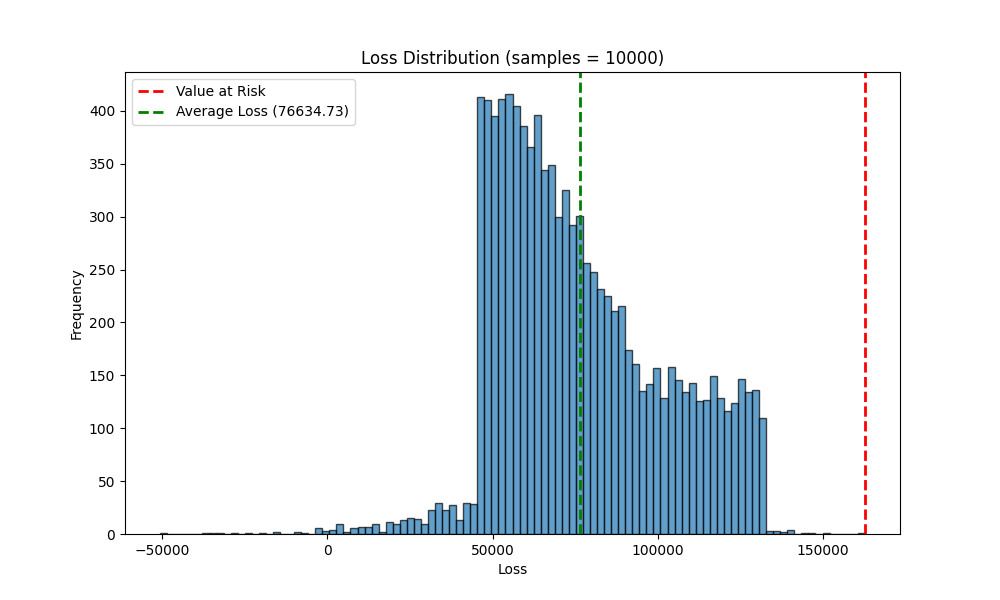 Loss Distribution (samples = 10000)
Value at Risk
Average Loss (76634.73)
Frequency
400
350
300
250
200
150
100
50
0
−50000
0
50000
100000
150000
Loss